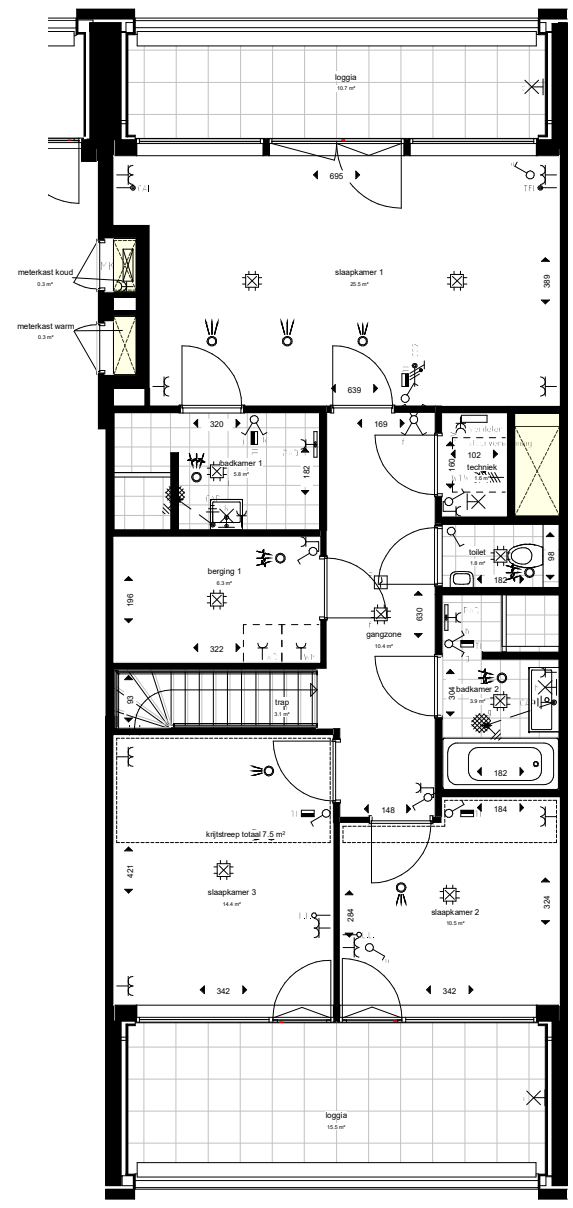 loggia
10.7 m²
695
meterkast koud
0.3 m²
slaapkamer 1
25.5 m²
389
meterkast warm
0.3 m²
639
320
169
badkamer 1
5.8 m²
182
160
102
techniek
1.6 m²
toilet
1.8 m²
98
182
berging 1
6.3 m²
196
322
gangzone
10.4 m²
630
trap
3.1 m²
93
304
badkamer 2
3.9 m²
182
148
184
krijtstreep totaal 7.5 m²
421
slaapkamer 3
14.4 m²
284
slaapkamer 2
10.5 m²
324
342
342
loggia
15.5 m²